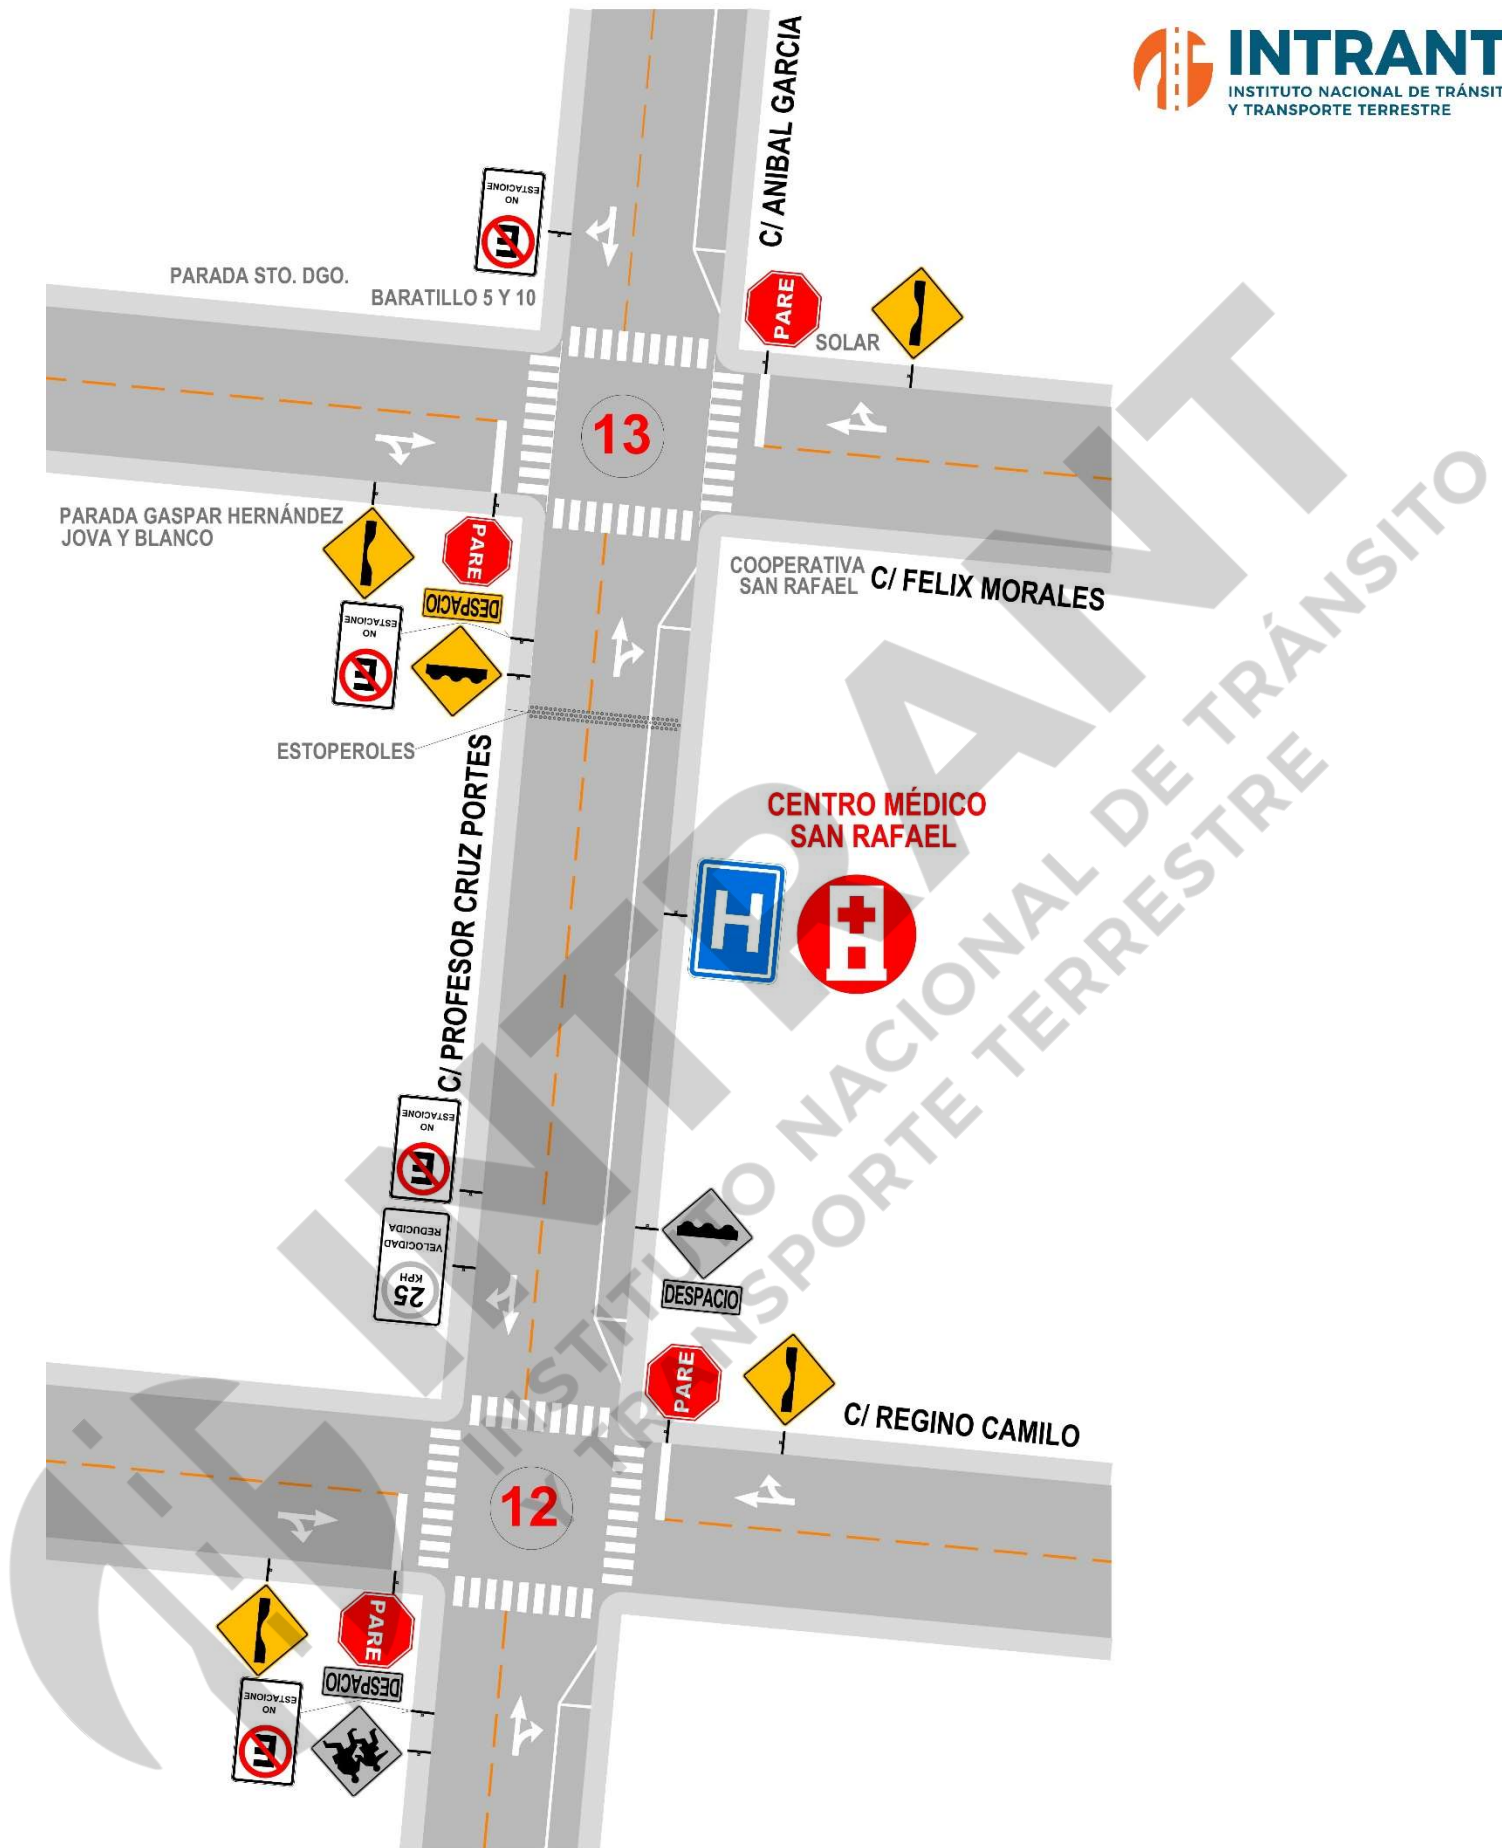 INTRANT
INSTITUTO NACIONAL DE TRÁNSIT
Y TRANSPORTE TERRESTRE
C/ ANIBAL GARCIA
NO
ESTACIONE
E
PARADA STO. DGO.
BARATILLO 5 Y 10
PARE
SOLAR
13
PARADA GASPAR HERNÁNDEZ
JOVA Y BLANCO
PARE
DESPACIO
COOPERATIVA
SAN RAFAEL
C/ FELIX MORALES
NO
ESTACIONE
E
ESTOPEROLES
C/ PROFESOR CRUZ PORTES
CENTRO MÉDICO
SAN RAFAEL
H
NO
ESTACIONE
E
25
KPH
VELOCIDAD
REDUCIDA
DESPACIO
PARE
C/ REGINO CAMILO
12
PARE
DESPACIO
NO
ESTACIONE
E
INTRANT
INSTITUTO NACIONAL DE TRÁNSITO
Y TRANSPORTE TERRESTRE